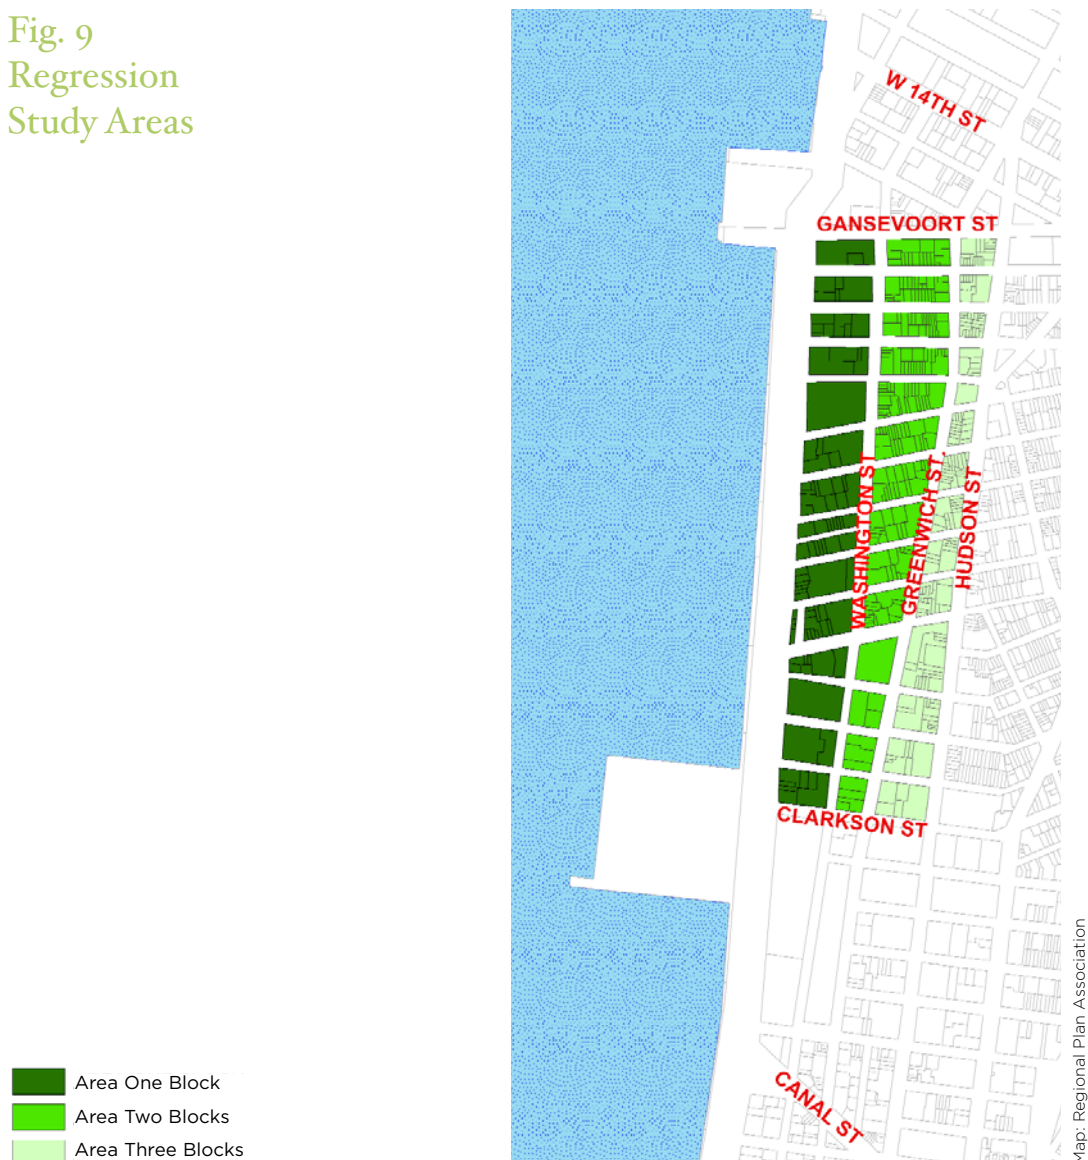 Fig. 9
Regression
Study Areas
W 14TH ST
GANSEVOORT ST
WASHINGTON ST
GREENWICH ST.
HUDSON ST
CLARKSON ST
CANAL ST
Area One Block
Area Two Blocks
Area Three Blocks
Map: Regional Plan Association